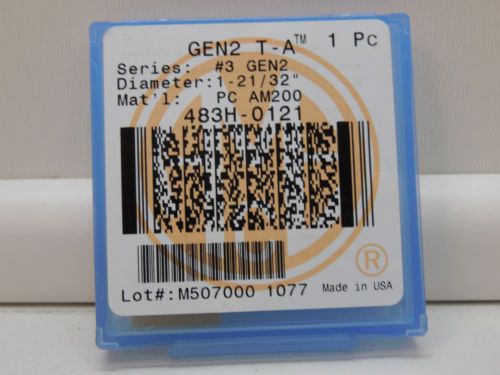 GEN2 T-A™ 1 Pc
Series: #3 GEN2
Diameter:1-21/32"
Mat'l: PC AM200
483H-0121
®
Lot#:M507000 1077 Made in USA